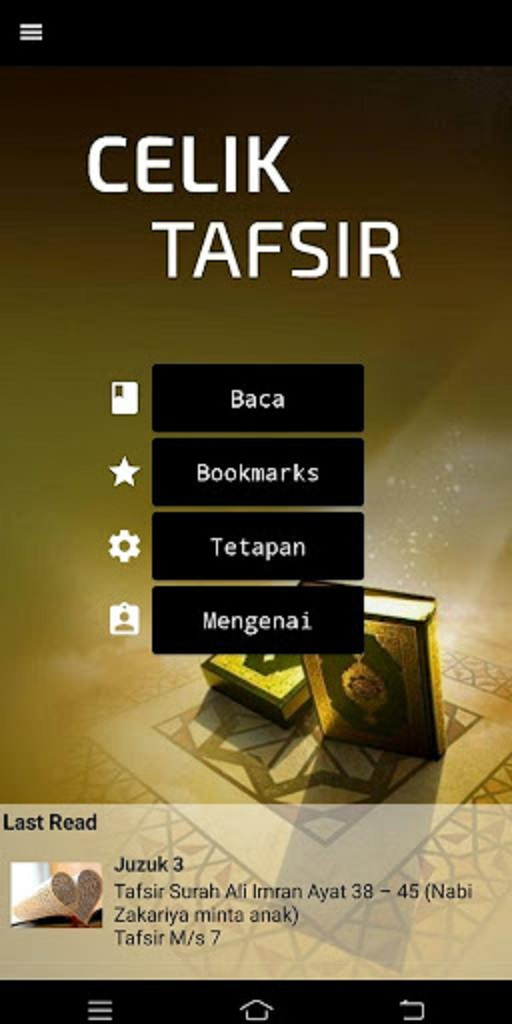 CELIK
TAFSIR
Baca
Bookmarks
Tetapan
Mengenai
Last Read
Juzuk 3
Tafsir Surah Ali Imran Ayat 38 – 45 (Nabi
Zakariya minta anak)
Tafsir M/s 7